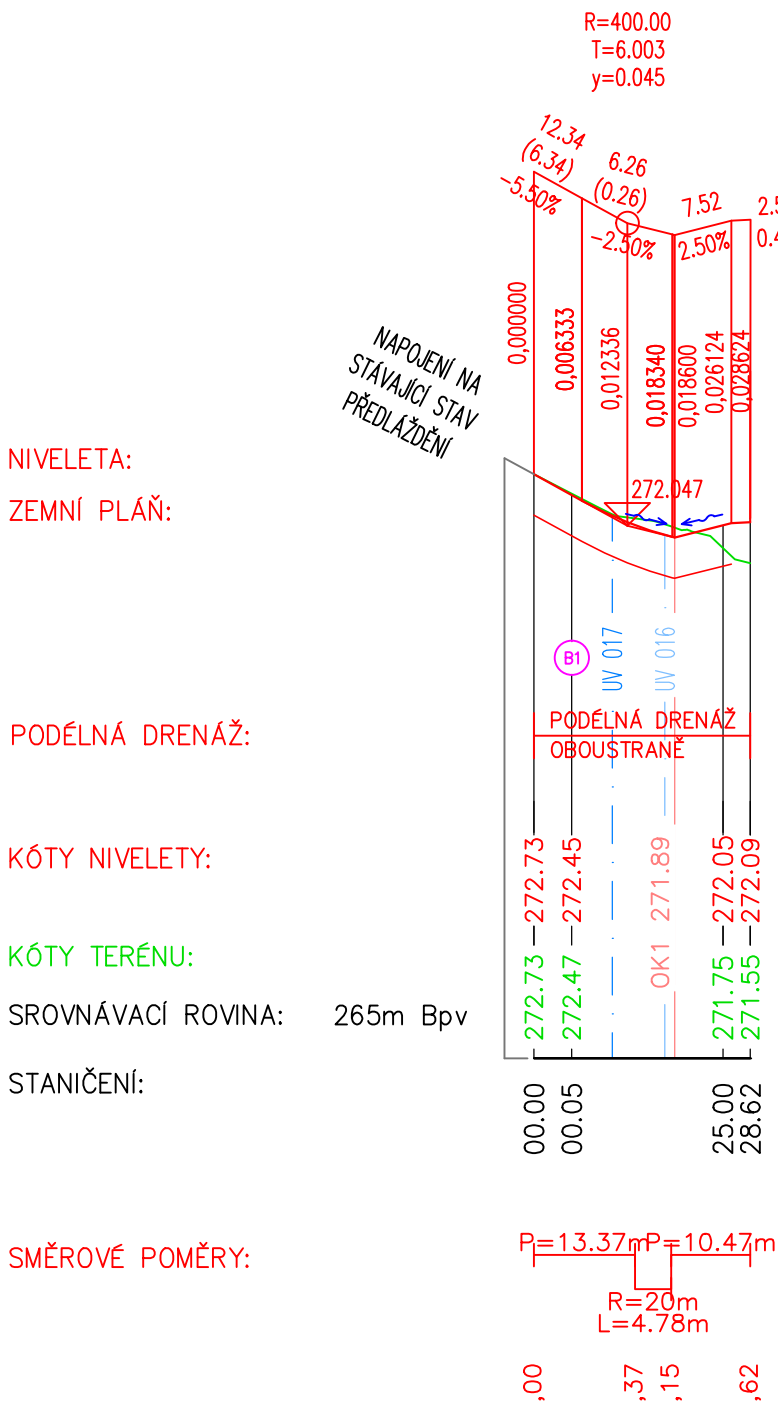 R=400.00
T=6.003
y=0.045
12.34
(6.34)
-5.50%
6.26
(0.26)
-2.50%
7.52
2.50%
0,000000
0,006333
0,012336
0,018340
0,018600
0,026124
0,028624
NAPOJENÍ NA
STÁVAJÍCÍ STAV
PŘEDLÁŽDĚNÍ
NIVELETA:
272.047
ZEMNÍ PLÁŇ:
UV 017
UV 016
B1
PODÉLNÁ DRENÁŽ:
PODÉLNÁ DRENÁŽ
OBOUSTRANĚ
KÓTY NIVELETY:
272.73
272.45
OK1 271.89
272.05
272.09
KÓTY TERÉNU:
272.73
272.47
271.75
271.55
SROVNÁVACÍ ROVINA: 265m Bpv
STANIČENÍ:
00.00
00.05
25.00
28.62
SMĚROVÉ POMĚRY:
P=13.37m
P=10.47m
R=20m
L=4.78m
,00
,37
,15
,62